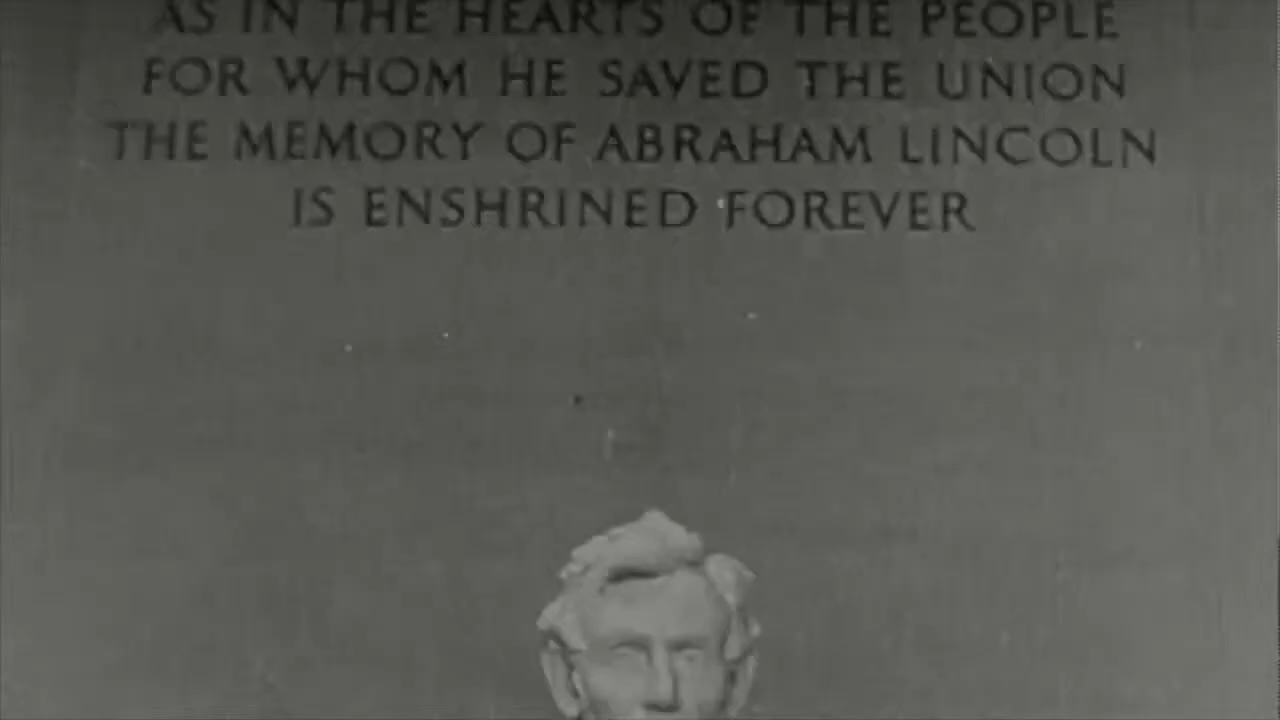 AS IN THE HEARTS OF THE PEOPLE
FOR WHOM HE SAVED THE UNION
THE MEMORY OF ABRAHAM LINCOLN
IS ENSHRINED FOREVER